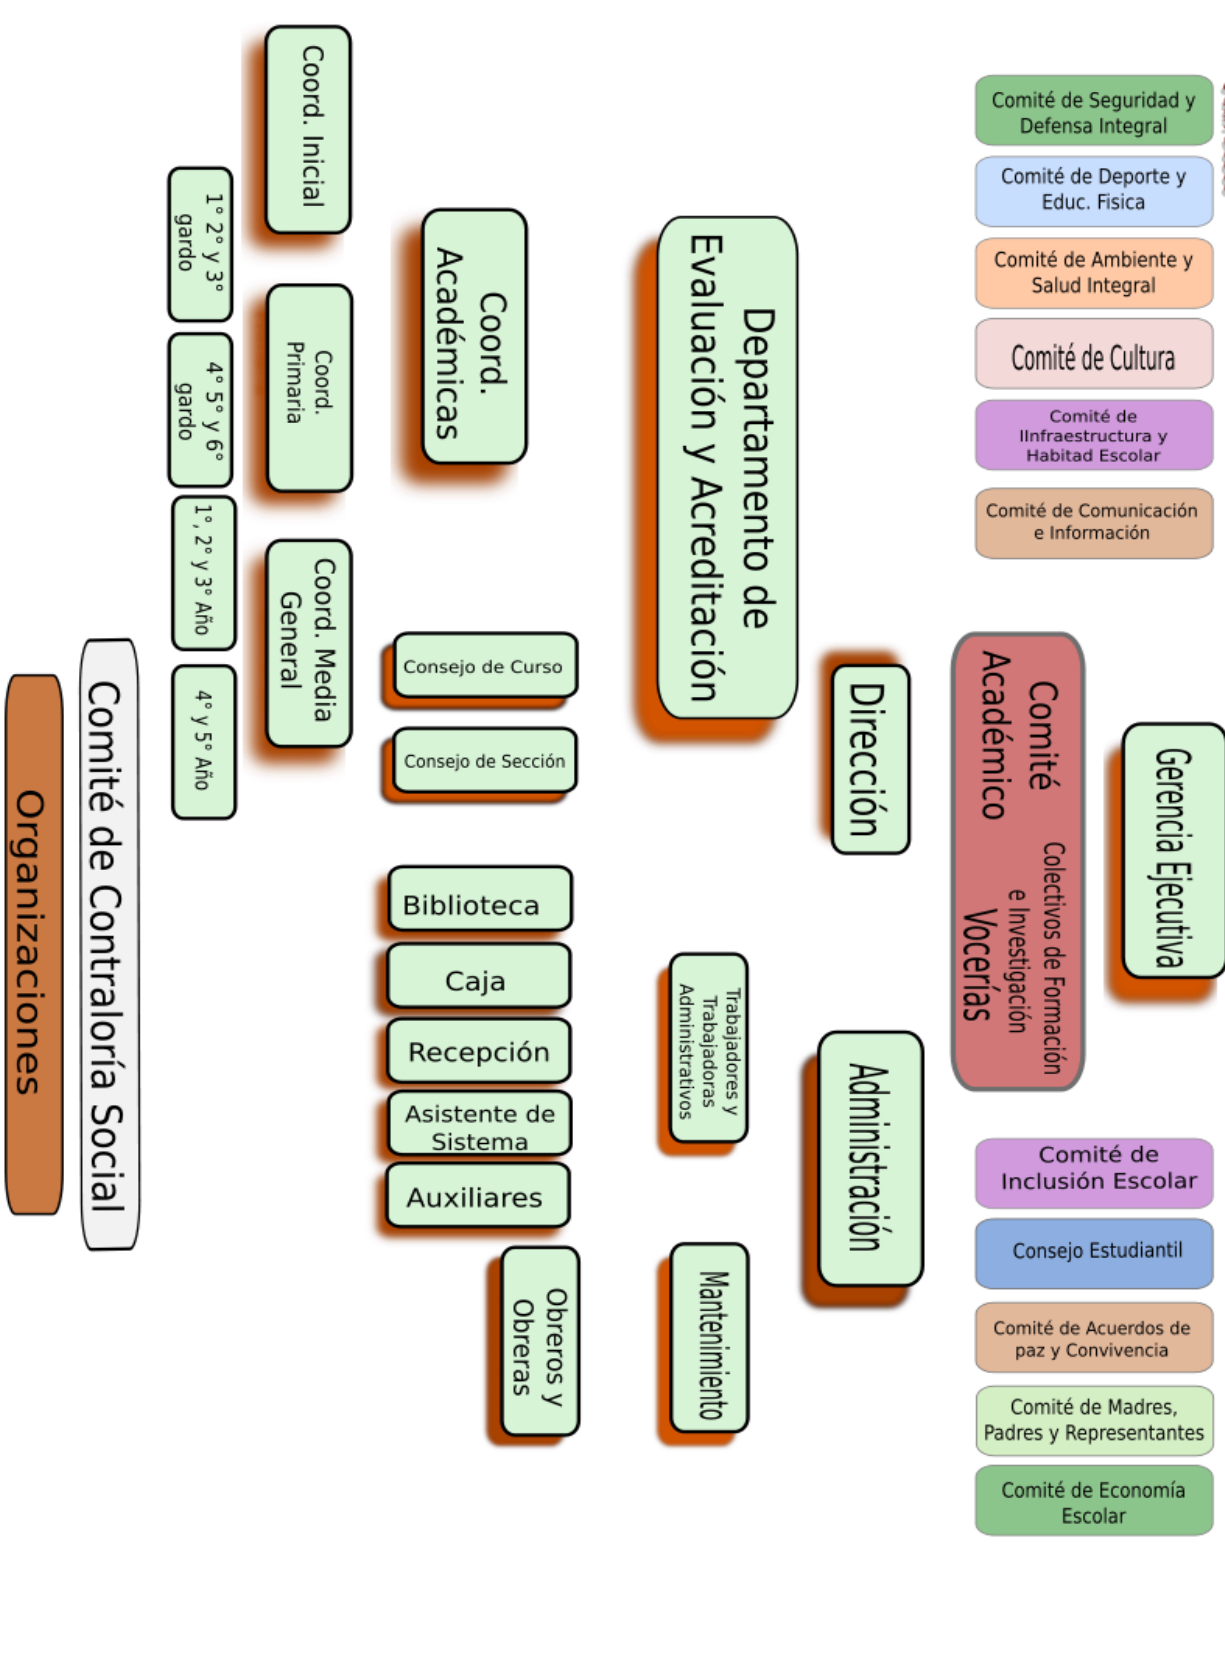 Gerencia Ejecutiva
Comité de Seguridad y
Defensa Integral
Comité de Deporte y
Educ. Fisica
Comité de Ambiente y
Salud Integral
Comité de Cultura
Comité de
IInfraestructura y
Habitad Escolar
Comité de Comunicación
e Información
Comité
Académico
Colectivos de Formación
e Investigación
Vocerías
Comité de
Inclusión Escolar
Consejo Estudiantil
Comité de Acuerdos de
paz y Convivencia
Comité de Madres,
Padres y Representantes
Comité de Economía
Escolar
Dirección
Administración
Departamento de
Evaluación y Acreditación
Trabajadores y
Trabajadoras
Administrativos
Mantenimiento
Coord.
Académicas
Consejo de Curso
Consejo de Sección
Biblioteca
Caja
Recepción
Asistente de
Sistema
Auxiliares
Obreros y
Obreras
Coord. Inicial
Coord.
Primaria
Coord. Media
General
1° 2° y 3°
gardo
4° 5° y 6°
gardo
1°, 2° y 3° Año
4° y 5° Año
Comité de Contraloría Social
Organizaciones